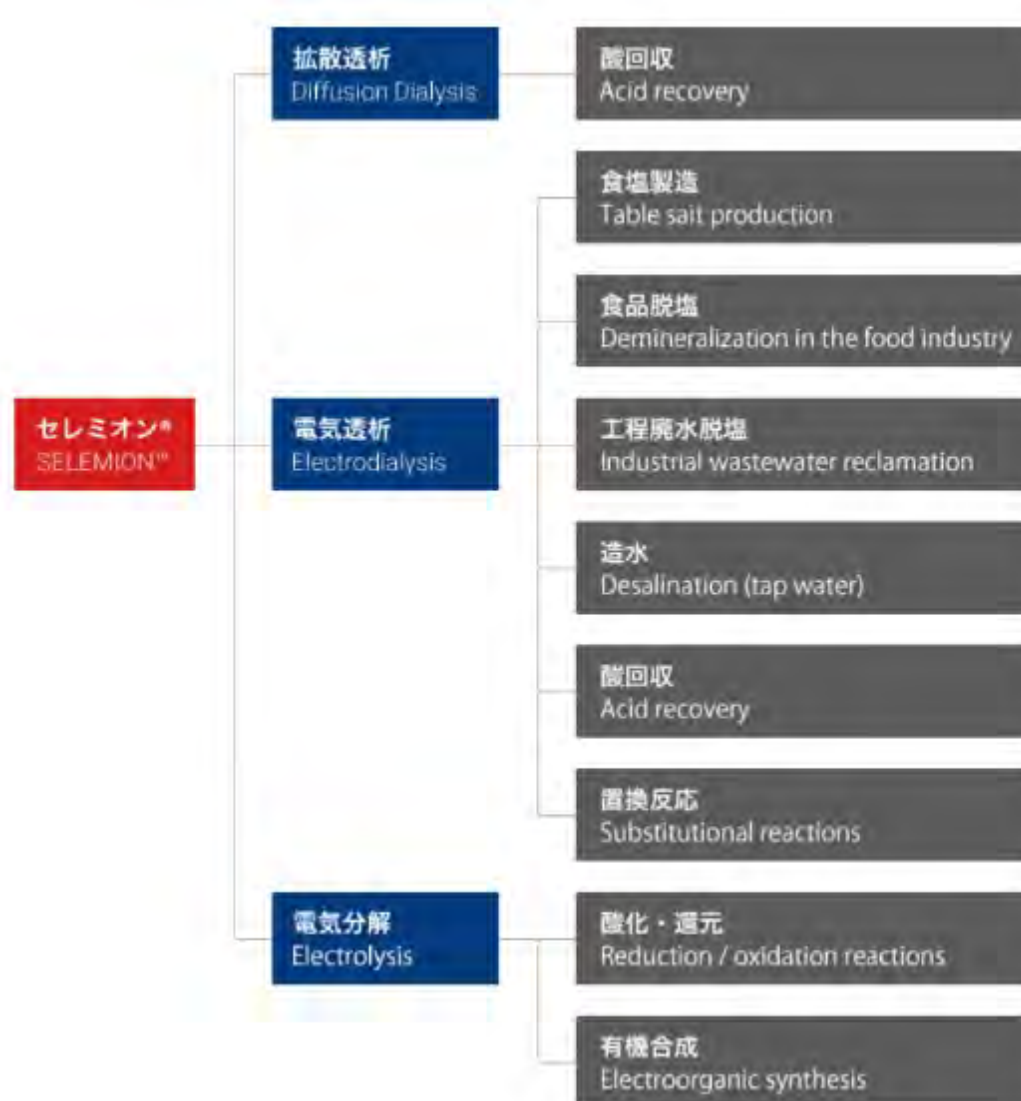 拡散透析
Diffusion Dialysis
酸回収
Acid recovery
食塩製造
Table salt production
食品脱塩
Demineralization in the food industry
セレミオン®
SELEMION™
電気透析
Electrodialysis
工程廃水脱塩
Industrial wastewater reclamation
造水
Desalination (tap water)
酸回収
Acid recovery
置換反応
Substitutional reactions
電気分解
Electrolysis
酸化・還元
Reduction / oxidation reactions
有機合成
Electroorganic synthesis